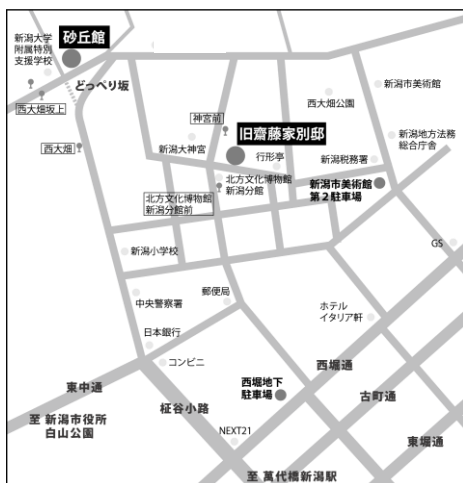 砂丘館
新潟大学
附属特別
支援学校
どっぺり坂
西大畑坂上
西大畑
神宮前
新潟大神宮
旧齋藤家別邸
行形亭
西大畑公園
新潟市美術館
新潟地方法務
総合庁舎
新潟税務署
新潟市美術館
第2駐車場
北方文化博物館
新潟分館
北方文化博物館
新潟分館前
新潟小学校
GS
中央警察署
郵便局
ホテル
イタリア軒
日本銀行
コンビニ
西堀通
東中通
柾谷小路
西堀地下
駐車場
古町通
至 新潟市役所
白山公園
NEXT21
東堀通
至 萬代橋新潟駅